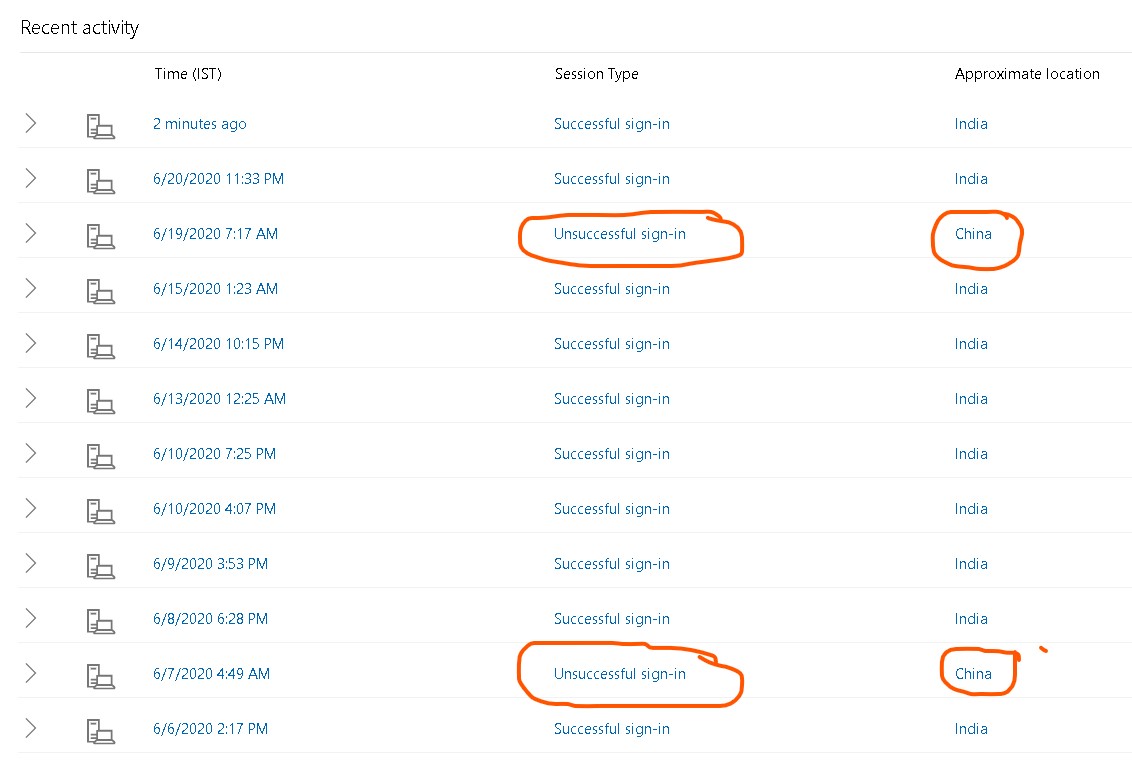 Recent activity
Time (IST) Session Type Approximate location
2 minutes ago Successful sign-in India
6/20/2020 11:33 PM Successful sign-in India
6/19/2020 7:17 AM Unsuccessful sign-in China
6/15/2020 1:23 AM Successful sign-in India
6/14/2020 10:15 PM Successful sign-in India
6/13/2020 12:25 AM Successful sign-in India
6/10/2020 7:25 PM Successful sign-in India
6/10/2020 4:07 PM Successful sign-in India
6/9/2020 3:53 PM Successful sign-in India
6/8/2020 6:28 PM Successful sign-in India
6/7/2020 4:49 AM Unsuccessful sign-in China
6/6/2020 2:17 PM Successful sign-in India